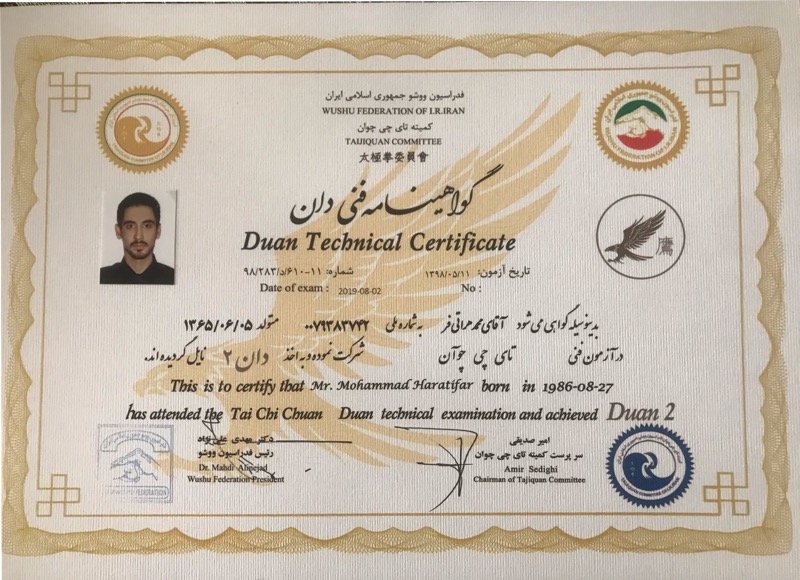 فدراسیون ووشو جمهوری اسلامی ایران
WUSHU FEDERATION OF I.R.IRAN
کمیته تای چی چوان
TAIJIQUAN COMMITTEE
太極拳委員會
گواهینامه فنی دان
Duan Technical Certificate
تاریخ آزمون: ۱۳۹۸/۰۵/۱۱ شماره: ۹۸/۲۸۳/د/۶۱۰-۱۱
Date of exam : 2019-08-02 No :
鷹
بدینوسیله گواهی می شود آقای محمد هراتی فر به شماره ملی ۰۰۷۹۳۸۳۷۴۲ متولد ۱۳۶۵/۰۶/۰۵
در آزمون فنی تای چی چوآن شرکت نموده و به اخذ دان ۲ نایل گردیده اند.
This is to certify that Mr. Mohammad Haratifar born in 1986-08-27
has attended the Tai Chi Chuan Duan technical examination and achieved Duan 2
امیر صدیقی
سرپرست کمیته تای چی چوان
Amir Sedighi
Chairman of Taijiquan Committee
دکتر مهدی علی نژاد
رئیس فدراسیون ووشو
Dr. Mahdi Alinejad
Wushu Federation President